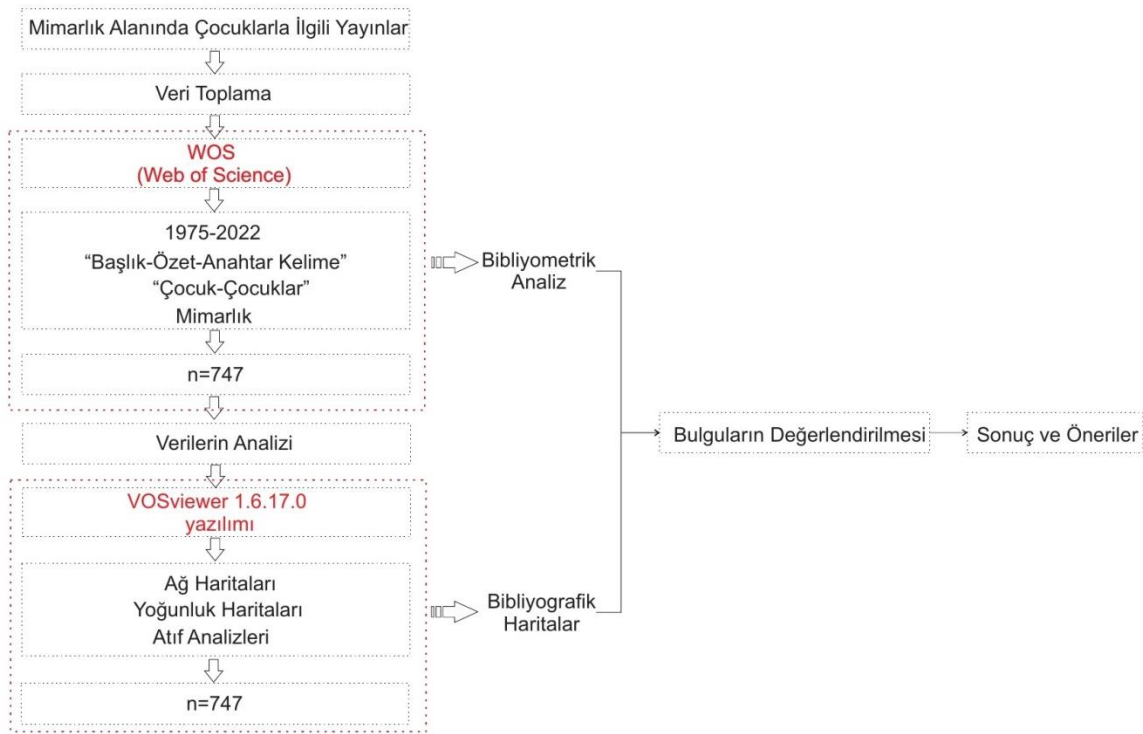 Mimarlık Alanında Çocuklarla İlgili Yayınlar
Veri Toplama
WOS
(Web of Science)
1975-2022
“Başlık-Özet-Anahtar Kelime”
“Çocuk-Çocuklar”
Mimarlık
n=747
Bibliyometrik
Analiz
Verilerin Analizi
VOSviewer 1.6.17.0
yazılımı
Ağ Haritaları
Yoğunluk Haritaları
Atıf Analizleri
n=747
Bibliyografik
Haritalar
Bulguların Değerlendirilmesi
Sonuç ve Öneriler